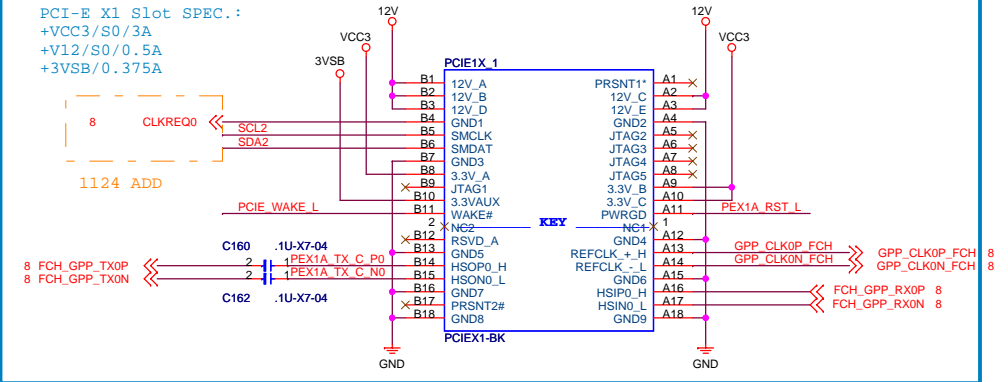 PCI-E X1 Slot SPEC.:
+VCC3/S0/3A
+V12/S0/0.5A
+3VSB/0.375A
12V
VCC3
3VSB
12V
VCC3
PCIE1X_1
8 CLKREQ0
1124 ADD
SCL2
SDA2
PCIE_WAKE_L
B1 12V_A PRSNT1* A1
B2 12V_B 12V_C A2
B3 12V_D 12V_E A3
B4 GND1 GND2 A4
B5 SMCLK JTAG2 A5
B6 SMDAT JTAG3 A6
B7 GND3 JTAG4 A7
B8 3.3V_A JTAG5 A8
B9 JTAG1 3.3V_B A9
B10 3.3VAUX 3.3V_C A10
B11 WAKE# PWRGD A11 PEX1A_RST_L
KEY
2 NC2 NC1 1
B12 RSVD_A GND4 A12
B13 GND5 REFCLK_+_H A13 GPP_CLK0P_FCH GPP_CLK0P_FCH 8
B14 HSOP0_H REFCLK_-_L A14 GPP_CLK0N_FCH GPP_CLK0N_FCH 8
B15 HSON0_L GND6 A15
B16 GND7 HSIP0_H A16 FCH_GPP_RX0P 8
B17 PRSNT2# HSIN0_L A17 FCH_GPP_RX0N 8
B18 GND8 GND9 A18
C160 .1U-X7-04
8 FCH_GPP_TX0P 2 1 PEX1A_TX_C_P0
8 FCH_GPP_TX0N 2 1 PEX1A_TX_C_N0
C162 .1U-X7-04
PCIEX1-BK
GND
GND